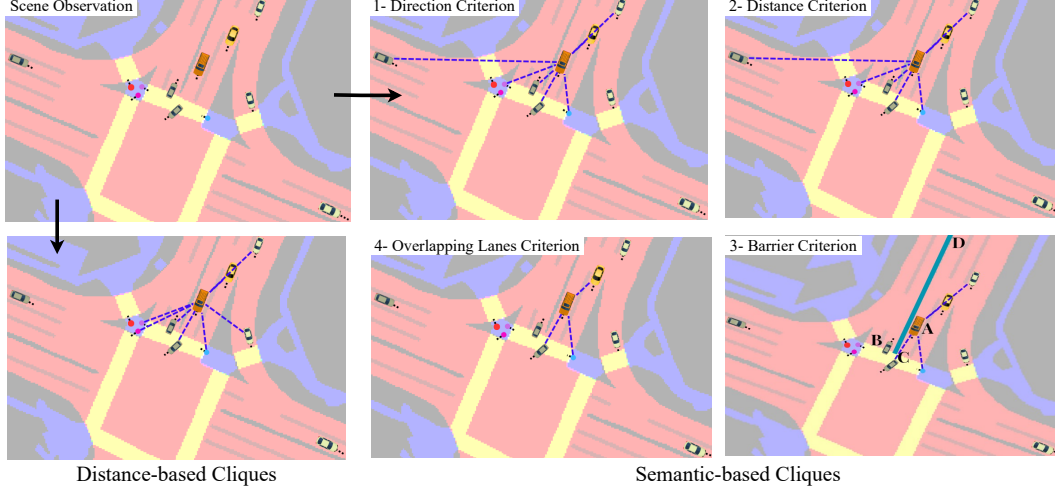 Scene Observation
1- Direction Criterion
2- Distance Criterion
4- Overlapping Lanes Criterion
3- Barrier Criterion
D
A
B
C
Distance-based Cliques
Semantic-based Cliques